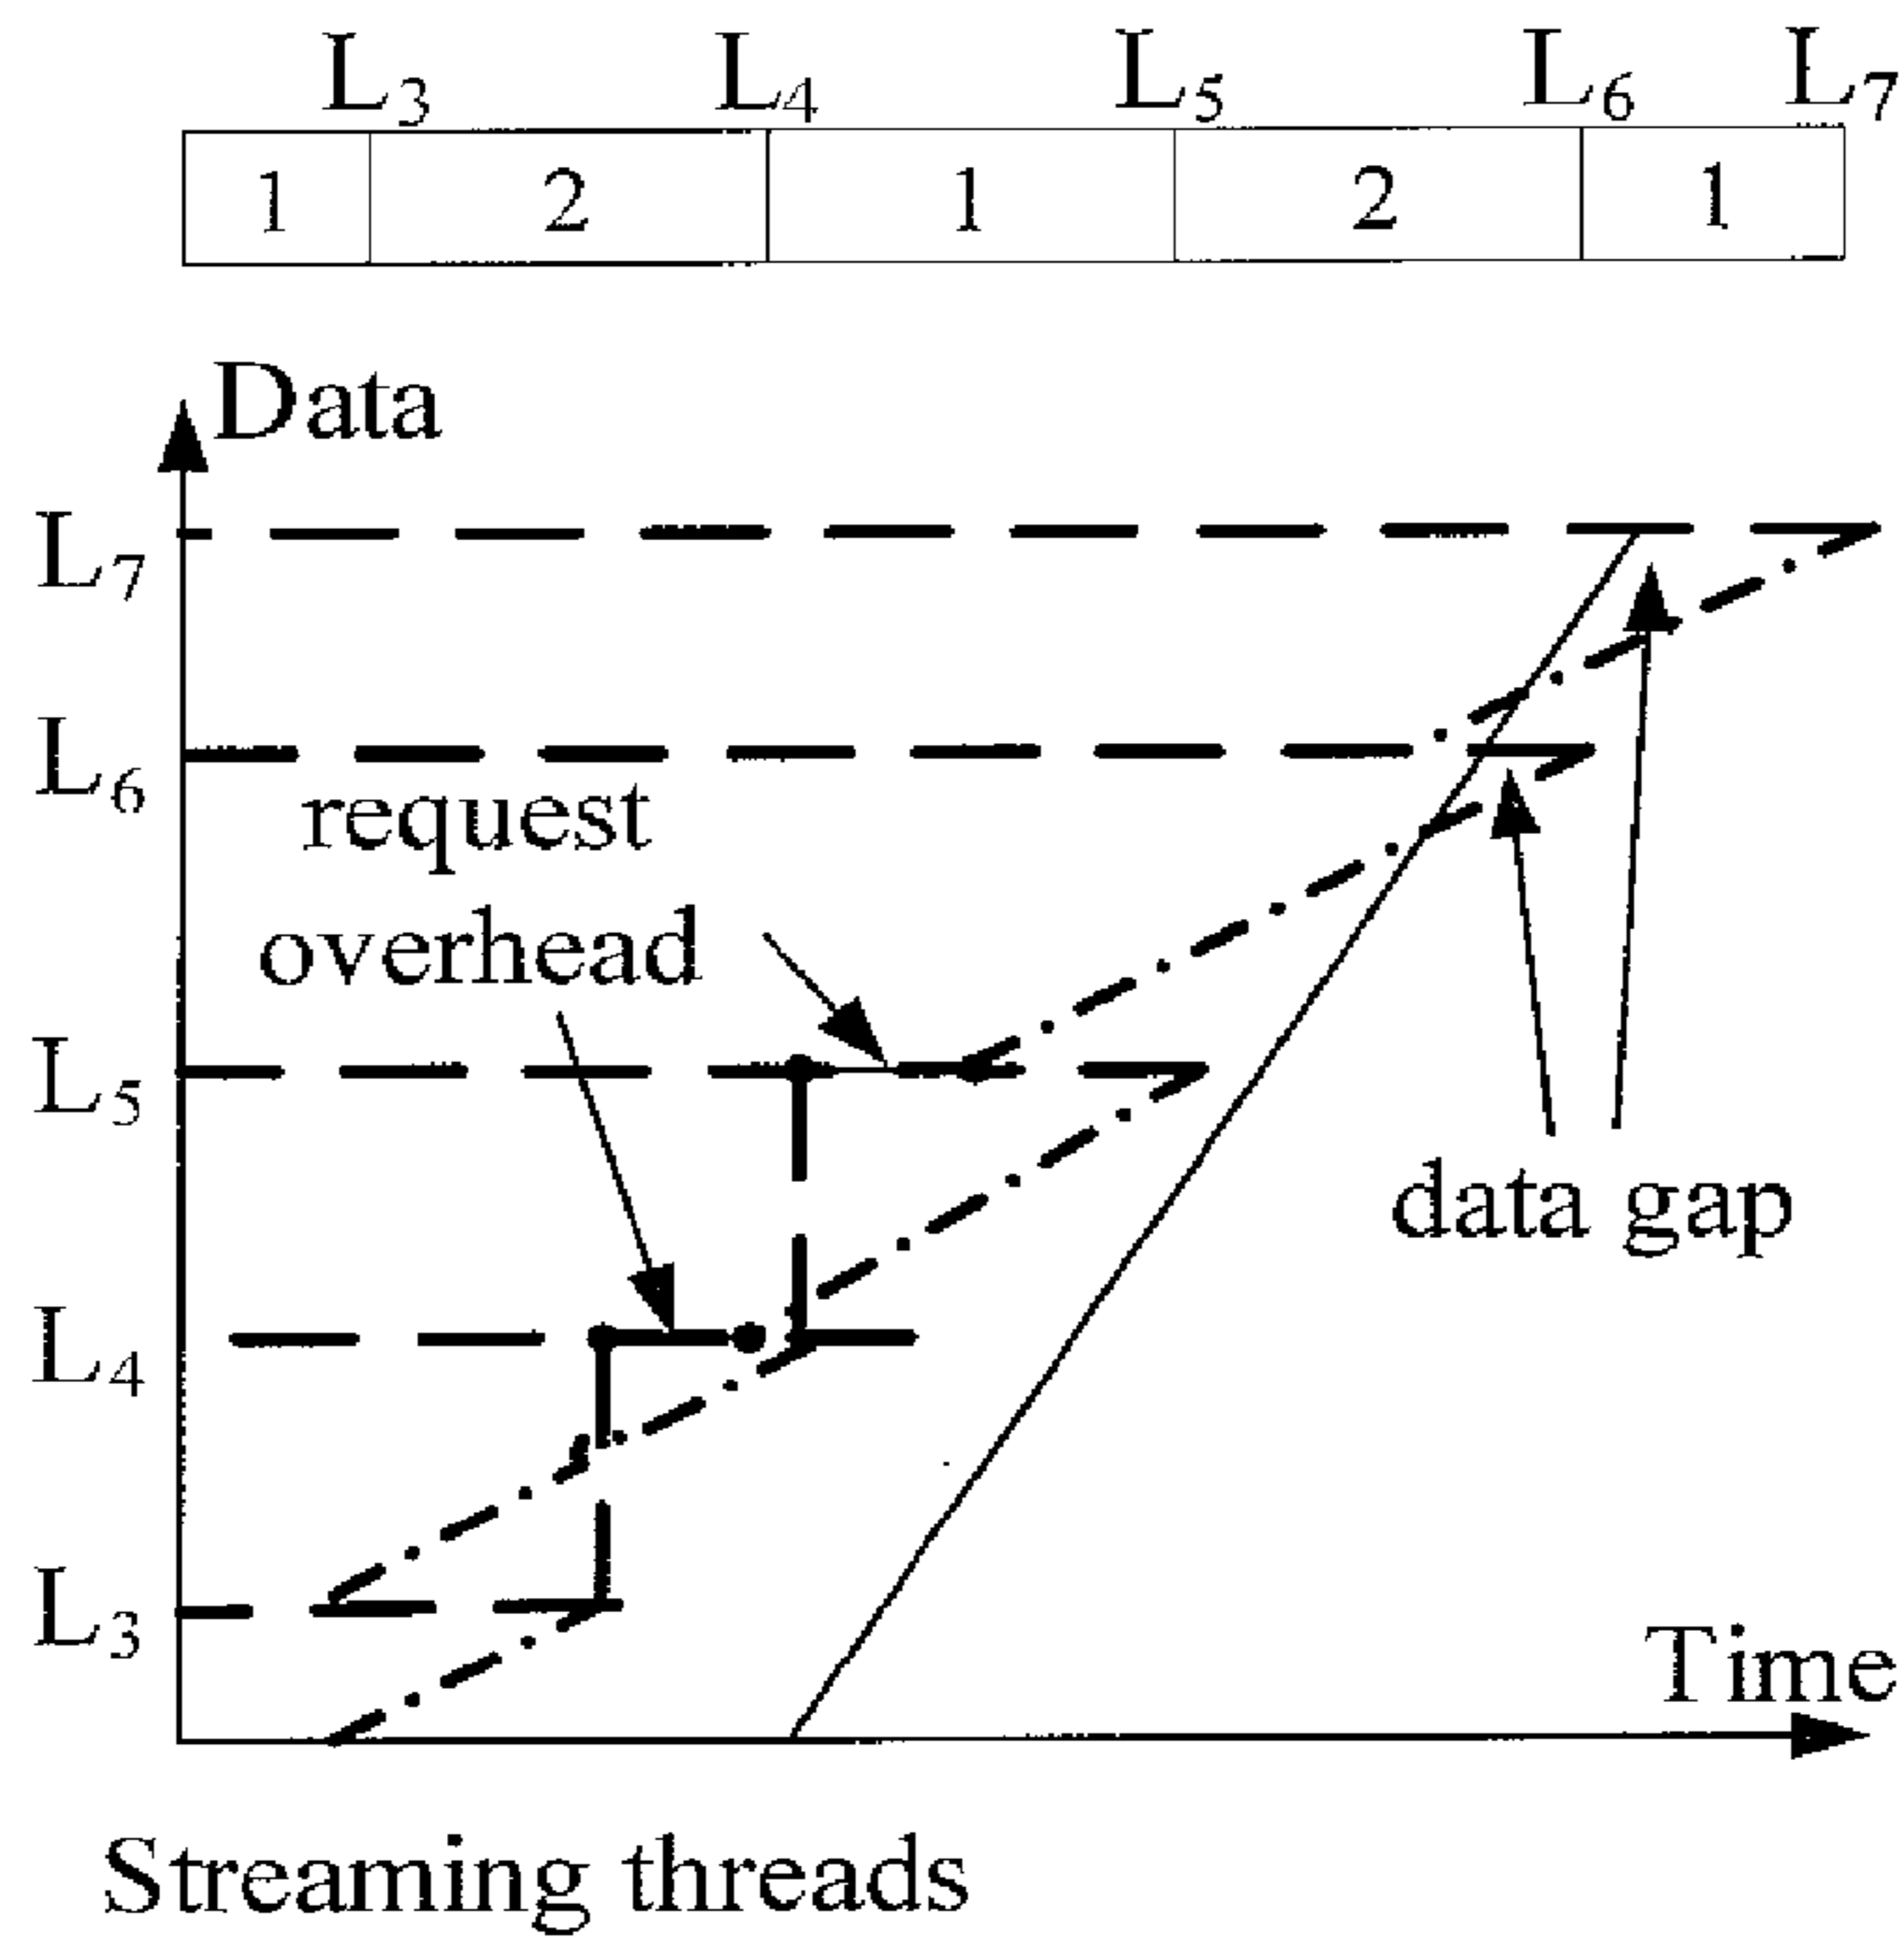 L₃ L₄ L₅ L₆ L₇
1 2 1 2 1
Data
L₇
L₆
request
overhead
L₅
data gap
L₄
L₃
Time
Streaming threads